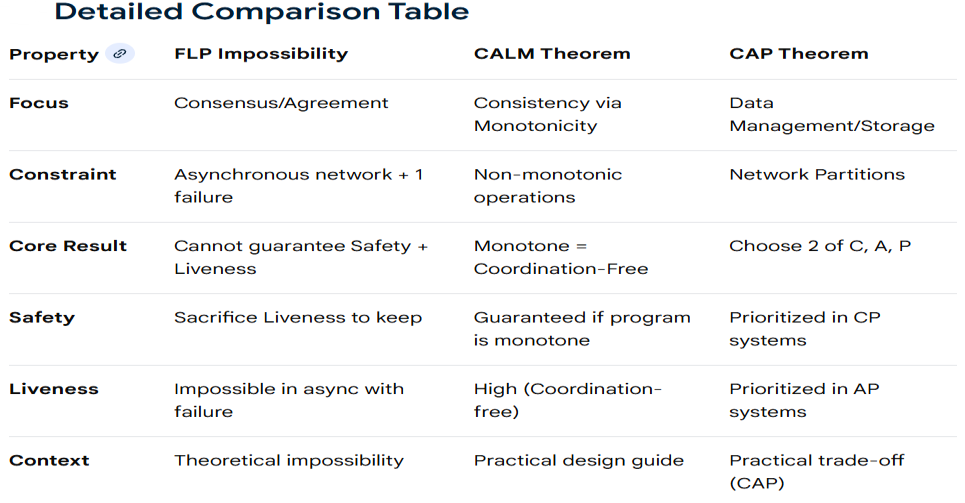 Detailed Comparison Table
Property FLP Impossibility CALM Theorem CAP Theorem
Focus Consensus/Agreement Consistency via Monotonicity Data Management/Storage
Constraint Asynchronous network + 1 failure Non-monotonic operations Network Partitions
Core Result Cannot guarantee Safety + Liveness Monotone = Coordination-Free Choose 2 of C, A, P
Safety Sacrifice Liveness to keep Guaranteed if program is monotone Prioritized in CP systems
Liveness Impossible in async with failure High (Coordination-free) Prioritized in AP systems
Context Theoretical impossibility Practical design guide Practical trade-off (CAP)